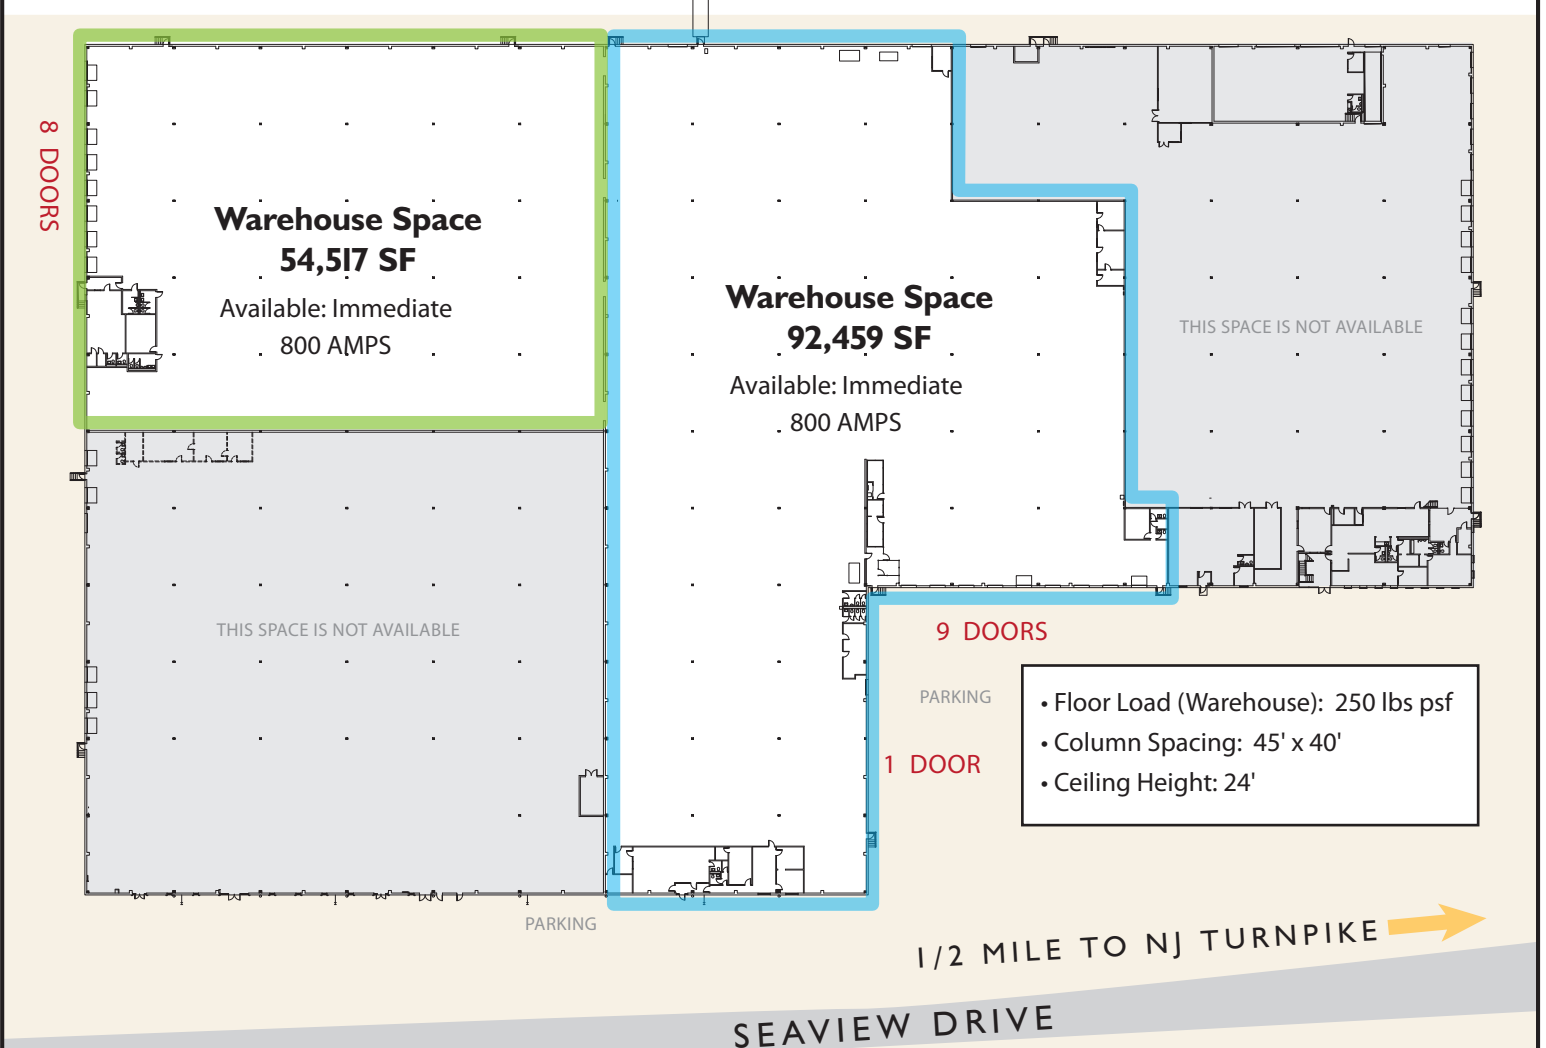 8 DOORS
Warehouse Space
54,517 SF
Available: Immediate
800 AMPS
Warehouse Space
92,459 SF
Available: Immediate
800 AMPS
THIS SPACE IS NOT AVAILABLE
THIS SPACE IS NOT AVAILABLE
9 DOORS
PARKING
1 DOOR
• Floor Load (Warehouse): 250 lbs psf
• Column Spacing: 45' x 40'
• Ceiling Height: 24'
PARKING
1/2 MILE TO NJ TURNPIKE
SEAVIEW DRIVE